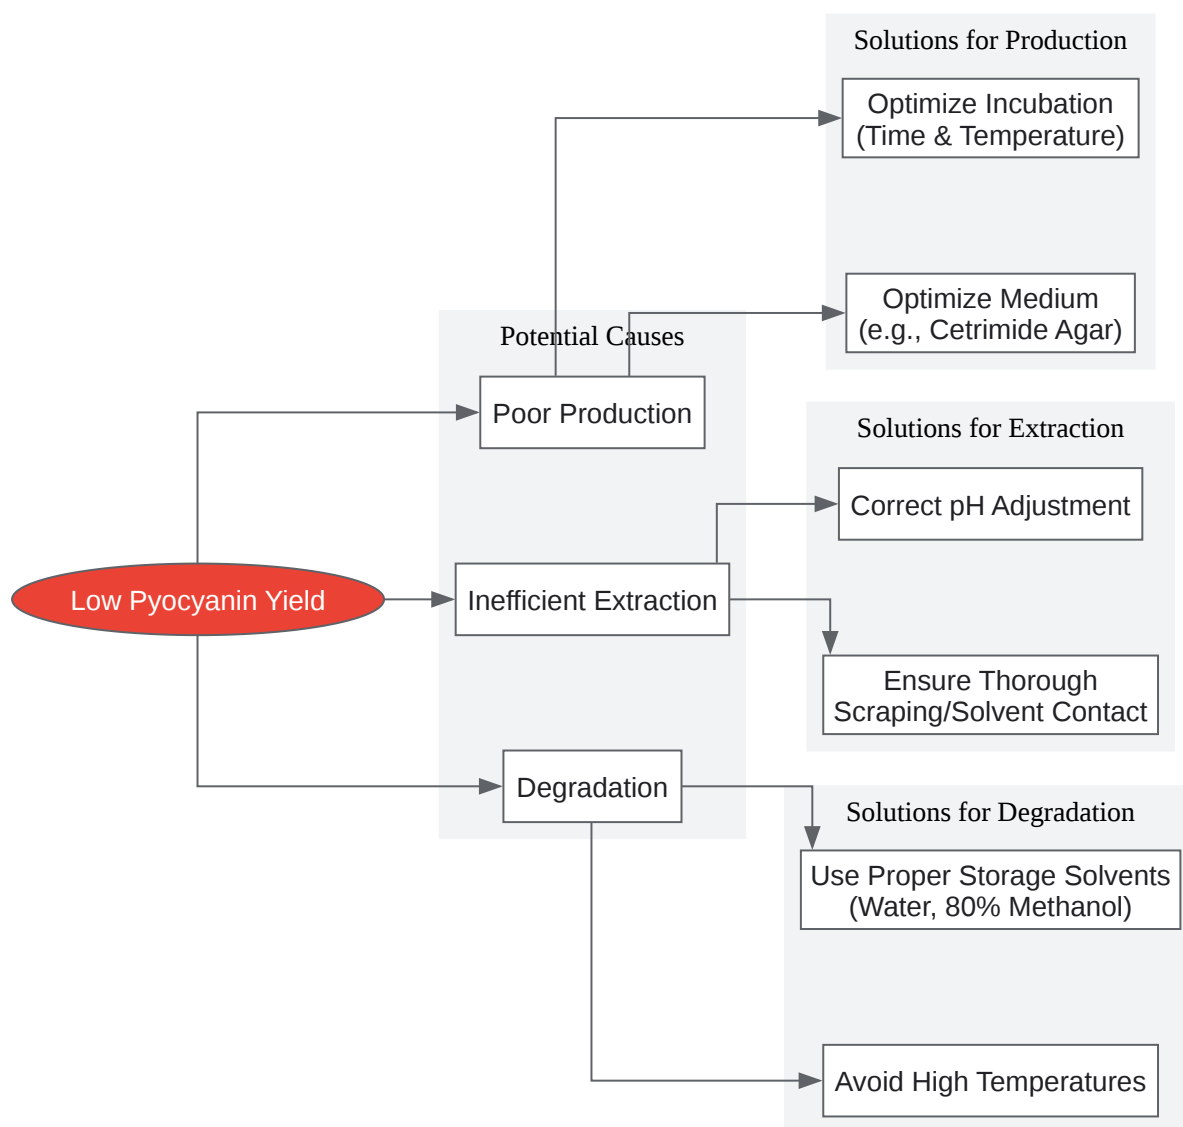 Solutions for Production
Optimize Incubation
(Time & Temperature)
Optimize Medium
(e.g., Cetrimide Agar)
Potential Causes
Poor Production
Solutions for Extraction
Correct pH Adjustment
Low Pyocyanin Yield
Inefficient Extraction
Ensure Thorough
Scraping/Solvent Contact
Degradation
Solutions for Degradation
Use Proper Storage Solvents
(Water, 80% Methanol)
Avoid High Temperatures